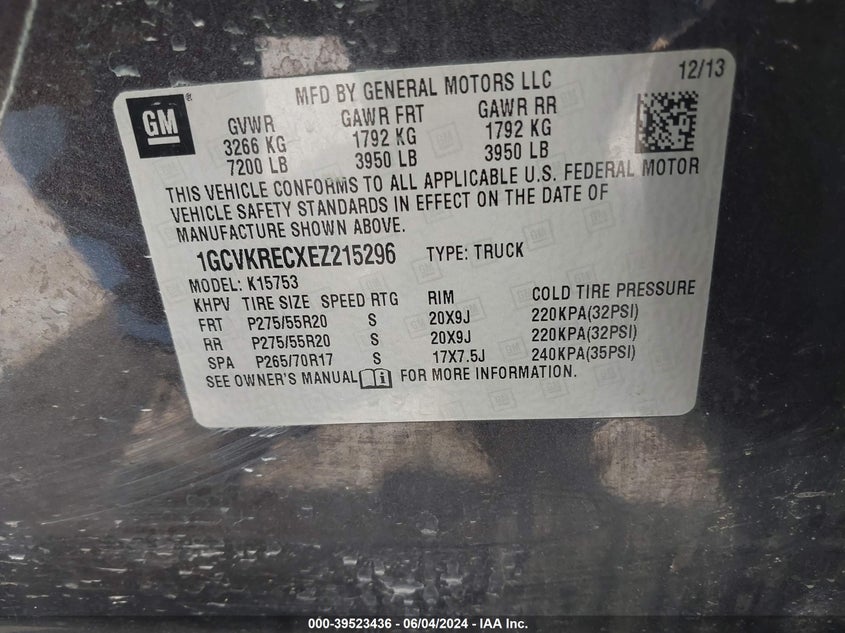 MFD BY GENERAL MOTORS LLC 12/13
GM ®
GVWR GAWR FRT GAWR RR
3266 KG 1792 KG 1792 KG
7200 LB 3950 LB 3950 LB
THIS VEHICLE CONFORMS TO ALL APPLICABLE U.S. FEDERAL MOTOR
VEHICLE SAFETY STANDARDS IN EFFECT ON THE DATE OF
MANUFACTURE SHOWN ABOVE.
1GCVKRECXEZ215296 TYPE: TRUCK
MODEL: K15753
KHPV TIRE SIZE SPEED RTG RIM COLD TIRE PRESSURE
FRT P275/55R20 S 20X9J 220KPA(32PSI)
RR P275/55R20 S 20X9J 220KPA(32PSI)
SPA P265/70R17 S 17X7.5J 240KPA(35PSI)
SEE OWNER'S MANUAL FOR MORE INFORMATION.
000-39523436 - 06/04/2024 - IAA Inc.